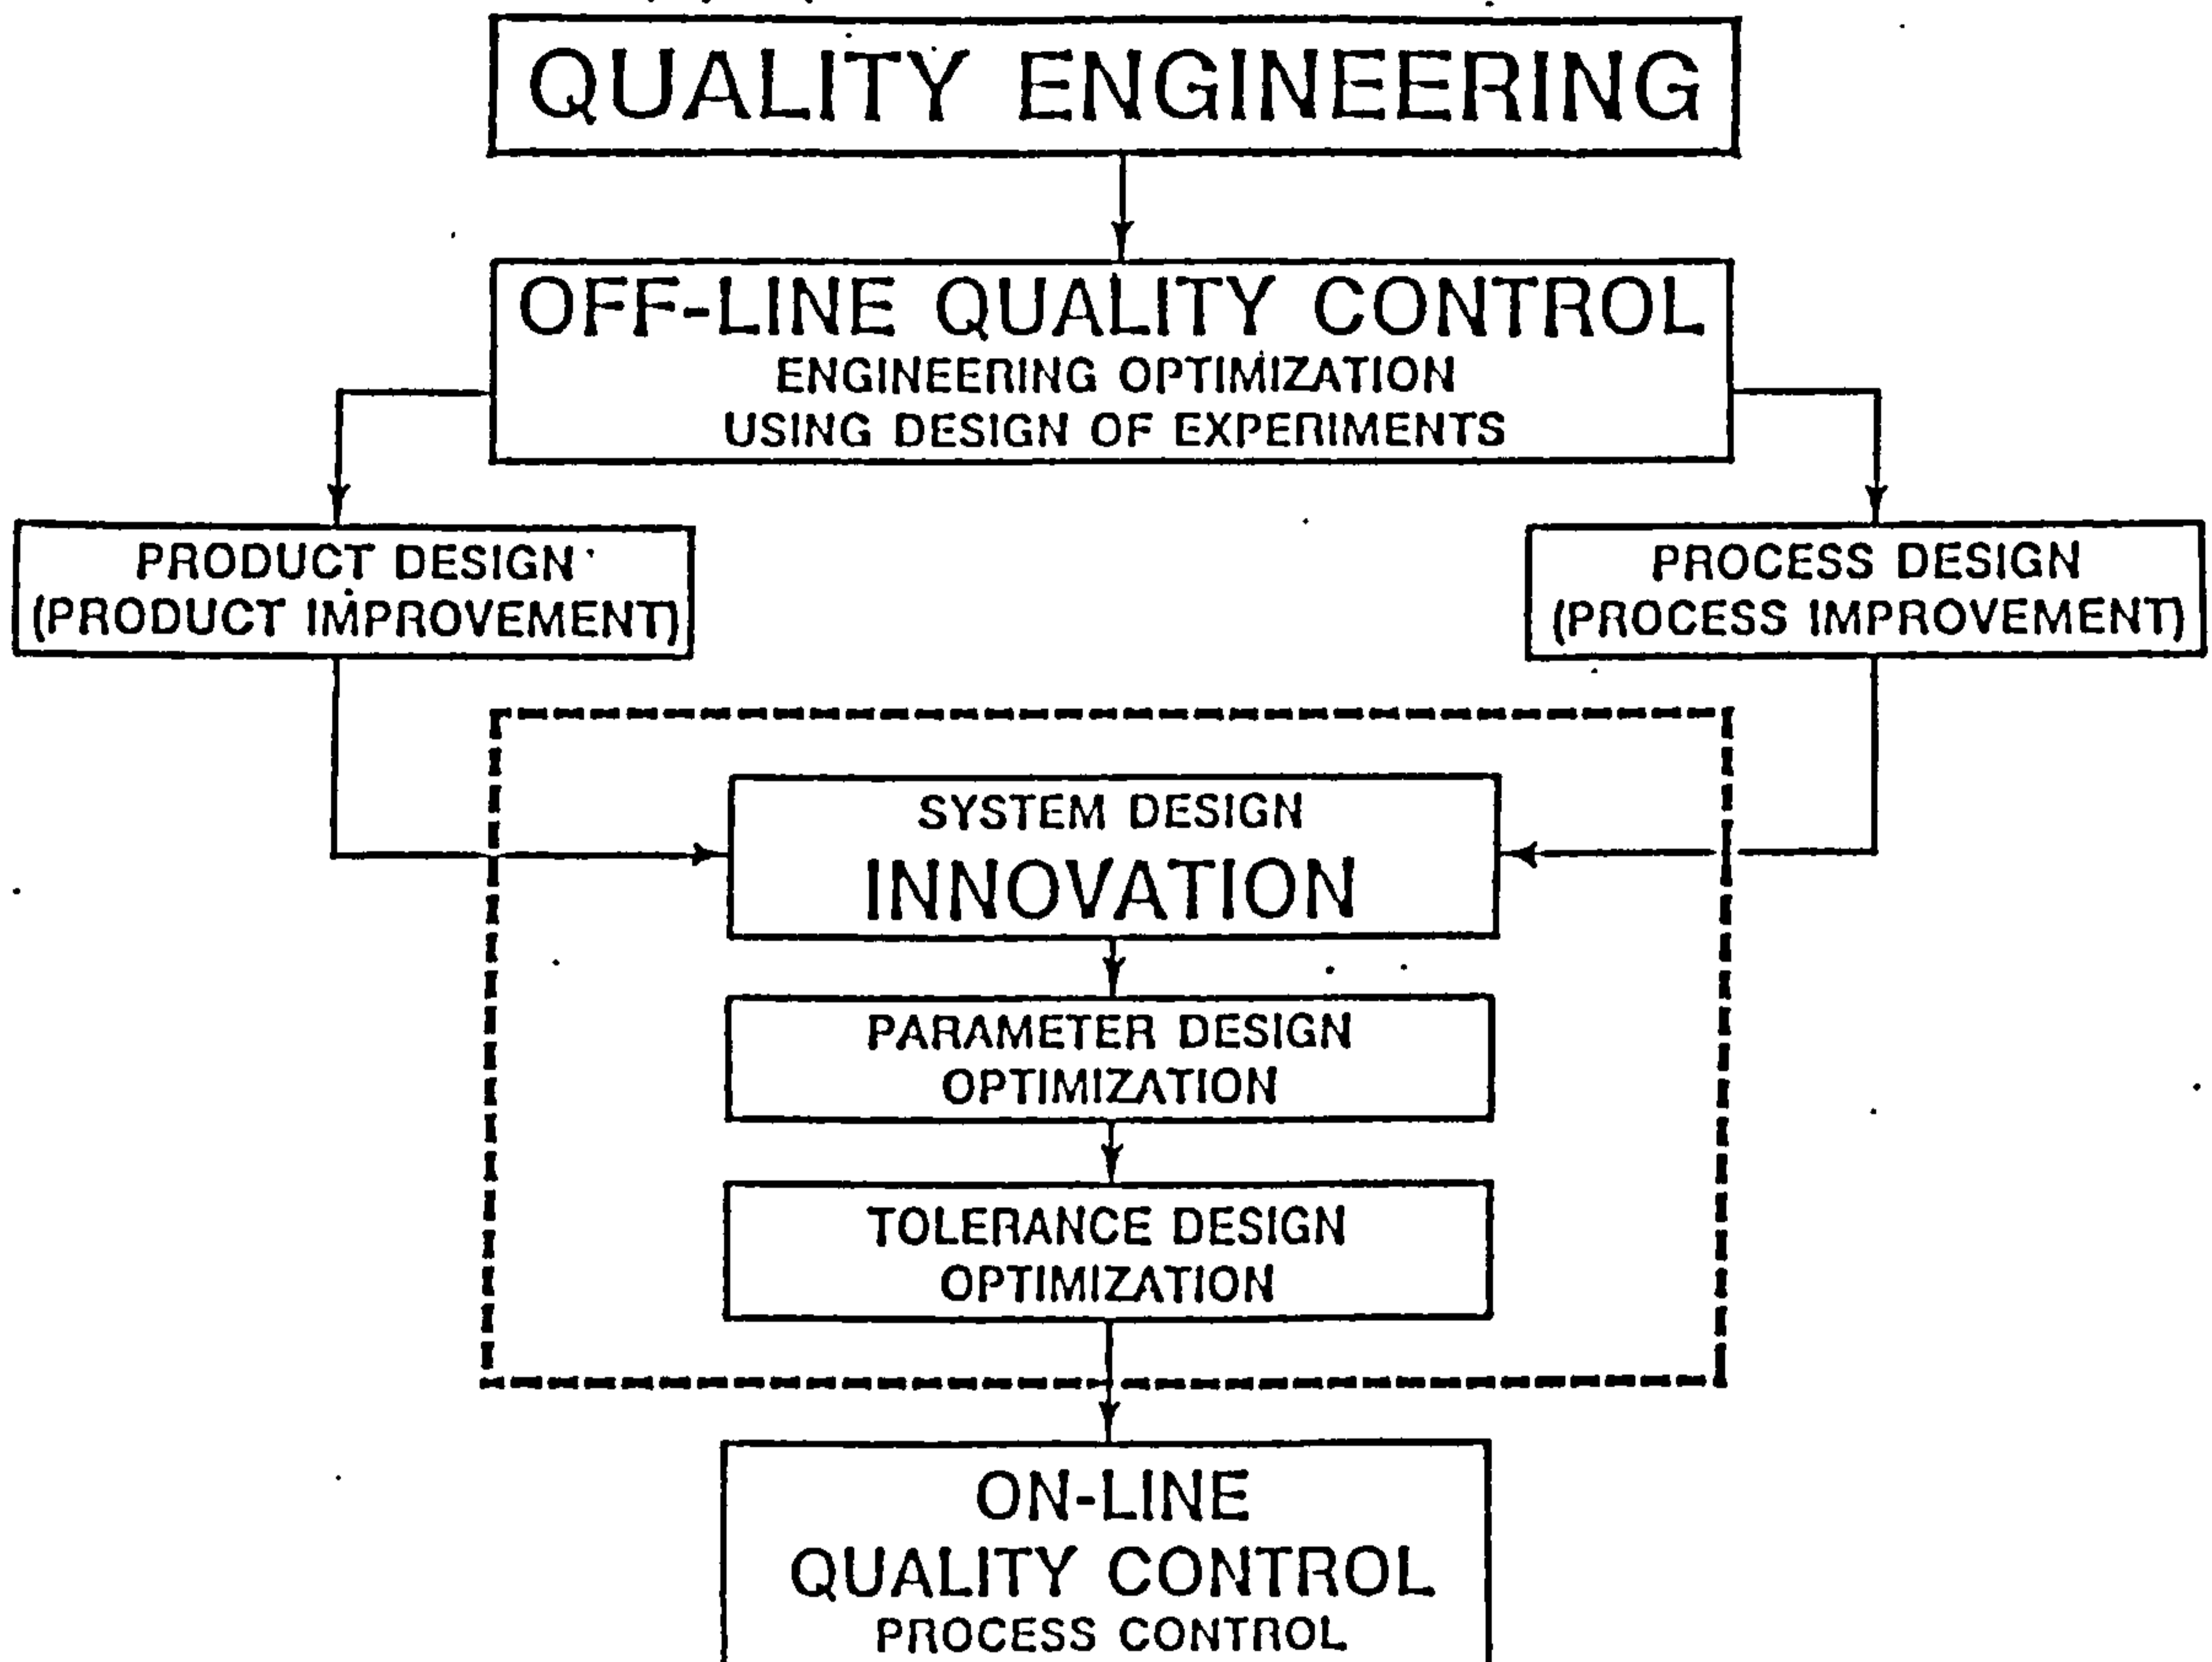 QUALITY ENGINEERING
OFF-LINE QUALITY CONTROL
ENGINEERING OPTIMIZATION
USING DESIGN OF EXPERIMENTS
PRODUCT DESIGN
(PRODUCT IMPROVEMENT)
PROCESS DESIGN
(PROCESS IMPROVEMENT)
SYSTEM DESIGN
INNOVATION
PARAMETER DESIGN
OPTIMIZATION
TOLERANCE DESIGN
OPTIMIZATION
ON-LINE
QUALITY CONTROL
PROCESS CONTROL